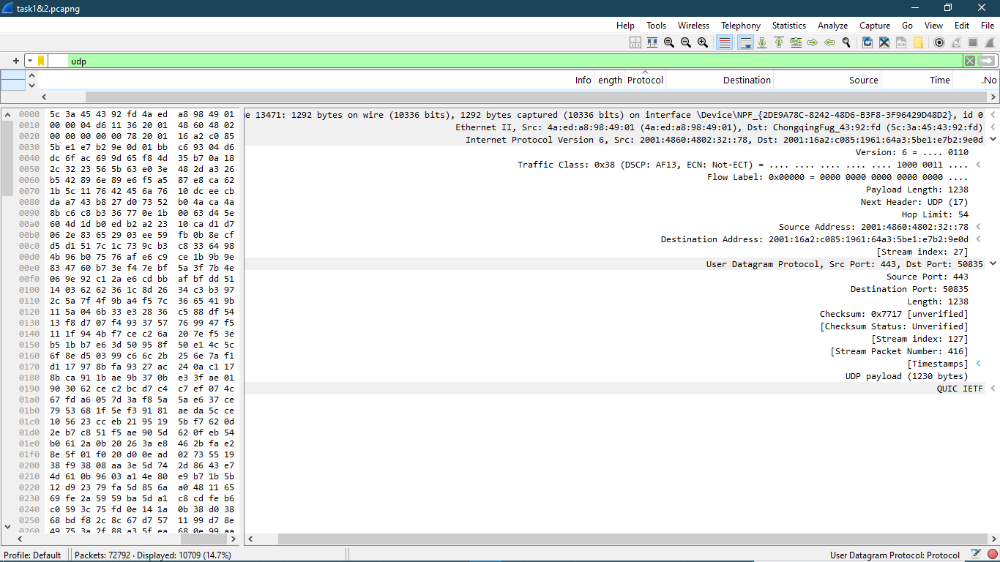 task1&2.pcapng
Help Tools Wireless Telephony Statistics Analyze Capture Go View Edit File
udp
Info ength Protocol Destination Source Time .No
0000 5c 3a 45 43 92 fd 4a ed a8 98 49 01
0010 00 00 04 d6 11 36 20 01 48 60 48 02
0020 00 00 00 00 00 78 20 01 16 a2 c0 85
0030 5b e1 e7 b2 9e 0d 01 bb c6 93 04 d6
0040 dc 6f ac 69 9d 65 f8 4d 35 b7 0a 18
0050 2c 32 23 56 5b 63 e0 3e 48 2d a3 26
0060 b5 42 89 6e 89 e6 f5 a5 87 e8 ca 62
0070 1b 5c 11 76 42 45 6a 76 10 dc ee cb
0080 da a7 43 b8 27 d0 73 52 b0 4a ca 4a
0090 8b c6 c8 b3 36 77 0e 1b 00 63 d4 5e
00a0 60 4d 1d b0 ed b2 a2 23 10 ca d1 d7
00b0 06 2e 83 65 29 03 ee 59 fb 0b 8e cf
00c0 d5 d1 51 7c 1c 73 9c b3 c8 33 64 98
00d0 4b 96 b0 75 76 af e6 c9 ce 1b 9b 9e
00e0 83 47 60 b7 3e f4 7e bf 5a 3f 7b 4e
00f0 06 9e 92 c1 2a e6 cd bb af bf dd 51
0100 14 03 62 62 36 1c 8d 26 34 c3 b3 97
0110 2c 5a 7f 4f 9b a4 f5 7c 36 65 41 9b
0120 11 5a 04 6b 33 e3 28 36 c5 88 df 54
0130 13 f8 d7 07 f4 93 37 57 76 99 47 f5
0140 11 1f 94 4b f7 ce c2 6a 20 7e f5 3e
0150 b5 1b b7 e6 3d 50 95 8f 50 e1 4c 5c
0160 6f 8e d5 03 99 c6 6c 2b 25 6e 7a f1
0170 d1 17 97 8b fa 93 27 ac 24 0a c1 17
0180 8b ca 91 1b ae 9b 37 0b e3 3f ae 01
0190 90 30 62 ce c2 bc d7 c4 c7 ef 07 4c
01a0 67 fd a6 05 7d 3a f8 5a 5a e6 37 ce
01b0 79 53 68 1f 5e f3 91 81 ae da 5c ce
01c0 10 56 23 cc eb 21 95 19 5b f7 62 0d
01d0 2e b7 c8 51 f5 ae 90 5d 62 0f eb 54
01e0 b0 61 2a 0b 20 26 3a e8 46 2b fa e2
01f0 8e 5f 01 f0 20 d0 0e ad 02 73 55 19
0200 38 f9 38 08 aa 3e 5d 74 2d 86 43 e7
0210 4d 61 0b 96 03 a1 4e 80 e9 b7 1b 5b
0220 12 d9 23 79 fa 5d 85 6a a0 48 11 65
0230 69 fe 2a 59 59 ba 5d a1 c8 cd fe b6
0240 c0 59 3c 75 fd 0e 14 1a 0b 38 d0 38
0250 68 bd f8 2c 8c 67 d7 57 11 99 d7 8e
0260 49 75 3a 2f 88 a3 5f ea 68 0e 99 aa
e 13471: 1292 bytes on wire (10336 bits), 1292 bytes captured (10336 bits) on interface \Device\NPF_{2DE9A78C-8242-48D6-B3F8-3F96429D48D2}, id 0
Ethernet II, Src: 4a:ed:a8:98:49:01 (4a:ed:a8:98:49:01), Dst: ChongqingFug_43:92:fd (5c:3a:45:43:92:fd)
Internet Protocol Version 6, Src: 2001:4860:4802:32::78, Dst: 2001:16a2:c085:1961:64a3:5be1:e7b2:9e0d
Version: 6 = .... 0110
Traffic Class: 0x38 (DSCP: AF13, ECN: Not-ECT) = .... .... .... .... .... 1000 0011 ....
Flow Label: 0x00000 = 0000 0000 0000 0000 0000 ....
Payload Length: 1238
Next Header: UDP (17)
Hop Limit: 54
Source Address: 2001:4860:4802:32::78
Destination Address: 2001:16a2:c085:1961:64a3:5be1:e7b2:9e0d
[Stream index: 27]
User Datagram Protocol, Src Port: 443, Dst Port: 50835
Source Port: 443
Destination Port: 50835
Length: 1238
Checksum: 0x7717 [unverified]
[Checksum Status: Unverified]
[Stream index: 127]
[Stream Packet Number: 416]
[Timestamps]
UDP payload (1230 bytes)
QUIC IETF
Profile: Default Packets: 72792 · Displayed: 10709 (14.7%) User Datagram Protocol: Protocol